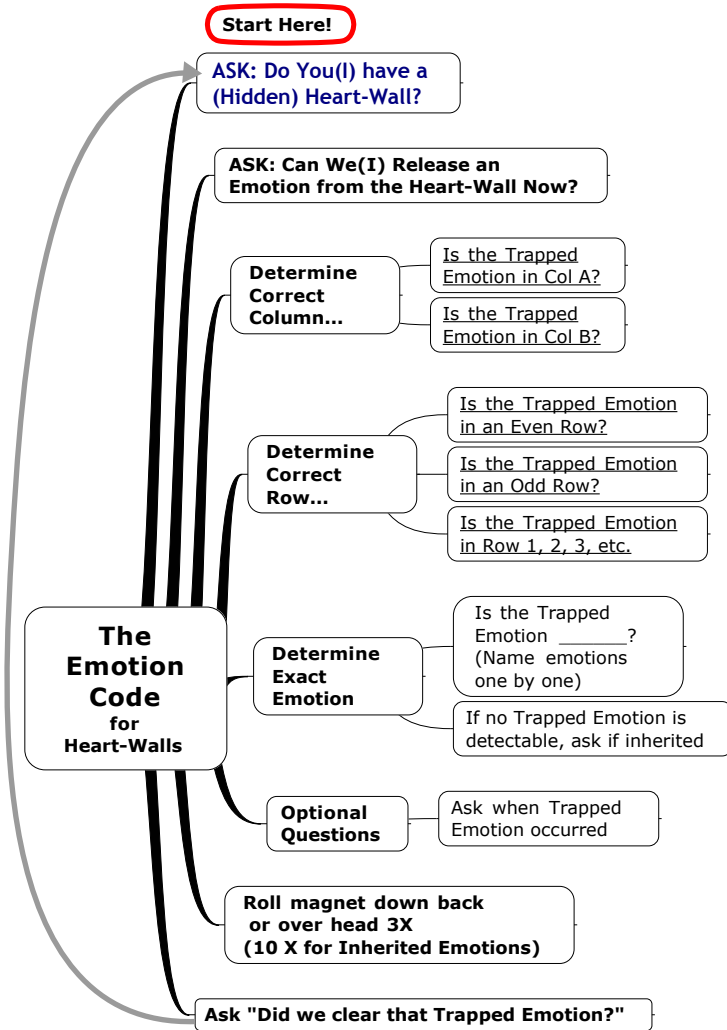 Start Here!
ASK: Do You(I) have a
(Hidden) Heart-Wall?
ASK: Can We(I) Release an
Emotion from the Heart-Wall Now?
Determine
Correct
Column...
Is the Trapped
Emotion in Col A?
Is the Trapped
Emotion in Col B?
Determine
Correct
Row...
Is the Trapped Emotion
in an Even Row?
Is the Trapped Emotion
in an Odd Row?
Is the Trapped Emotion
in Row 1, 2, 3, etc.
The
Emotion
Code
for
Heart-Walls
Determine
Exact
Emotion
Is the Trapped
Emotion ______?
(Name emotions
one by one)
If no Trapped Emotion is
detectable, ask if inherited
Optional
Questions
Ask when Trapped
Emotion occurred
Roll magnet down back
or over head 3X
(10 X for Inherited Emotions)
Ask "Did we clear that Trapped Emotion?"